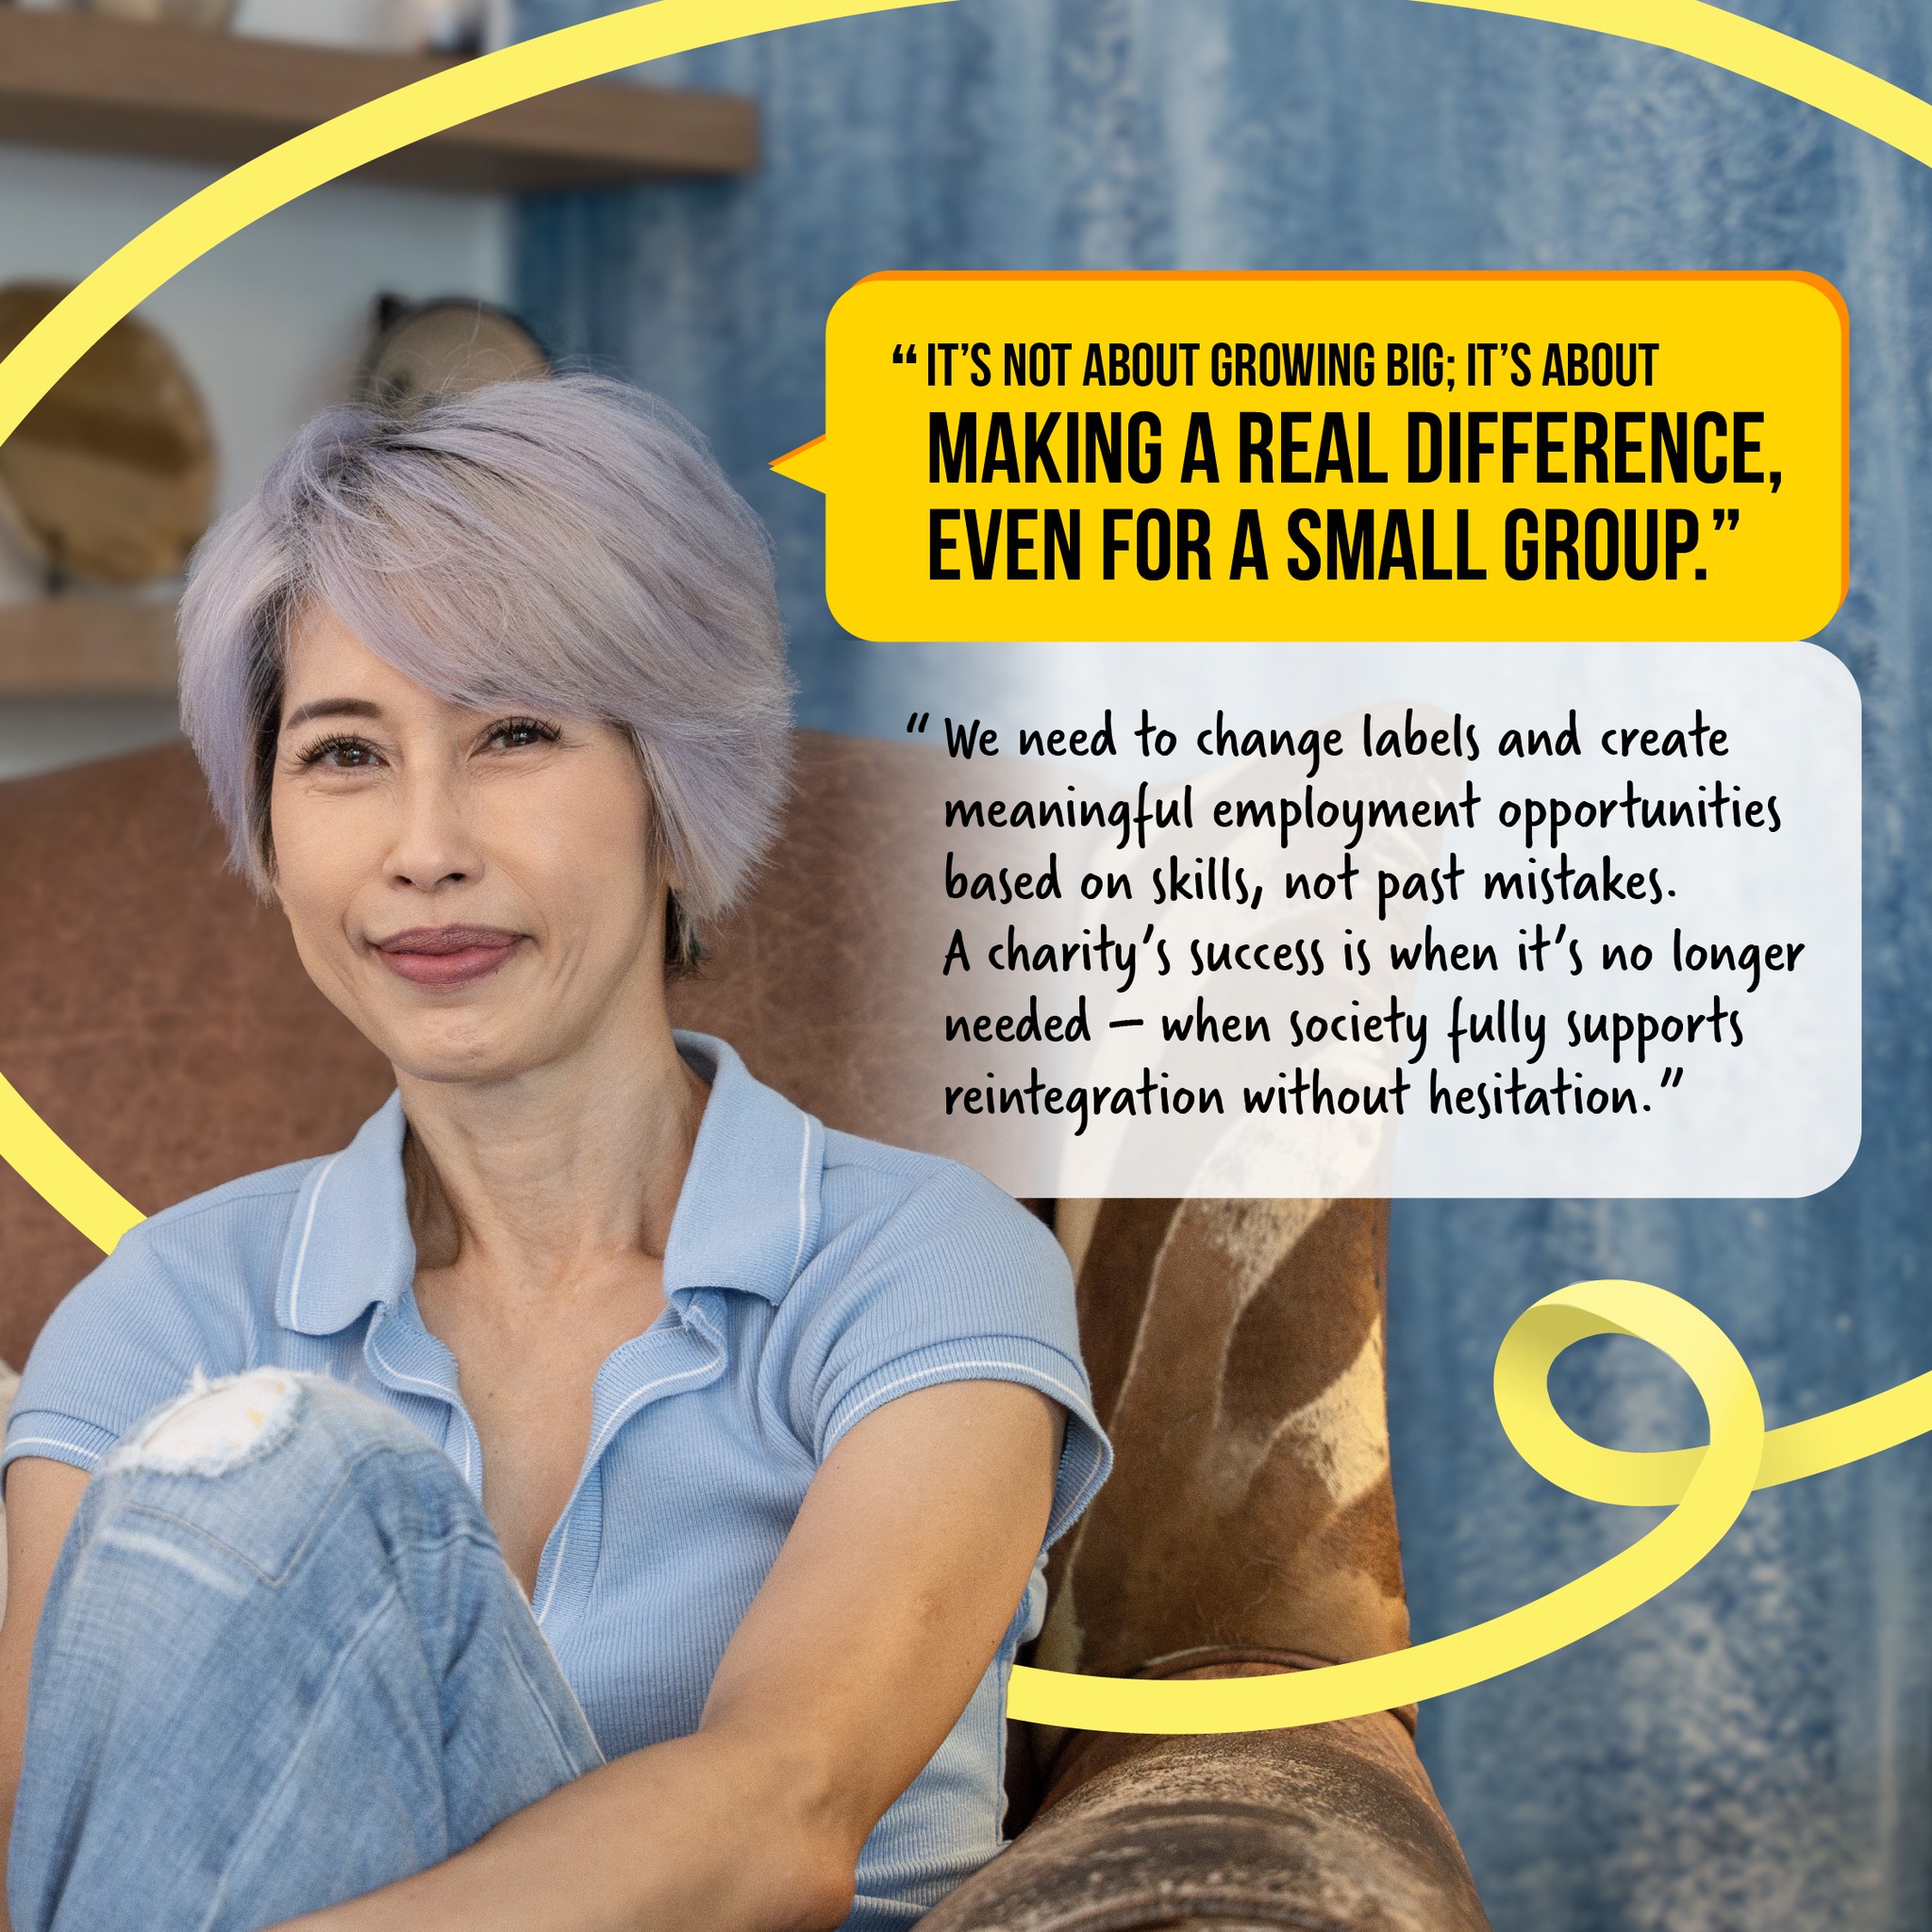 “IT’S NOT ABOUT GROWING BIG; IT’S ABOUT
MAKING A REAL DIFFERENCE,
EVEN FOR A SMALL GROUP.”
“We need to change labels and create
meaningful employment opportunities
based on skills, not past mistakes.
A charity’s success is when it’s no longer
needed – when society fully supports
reintegration without hesitation.”